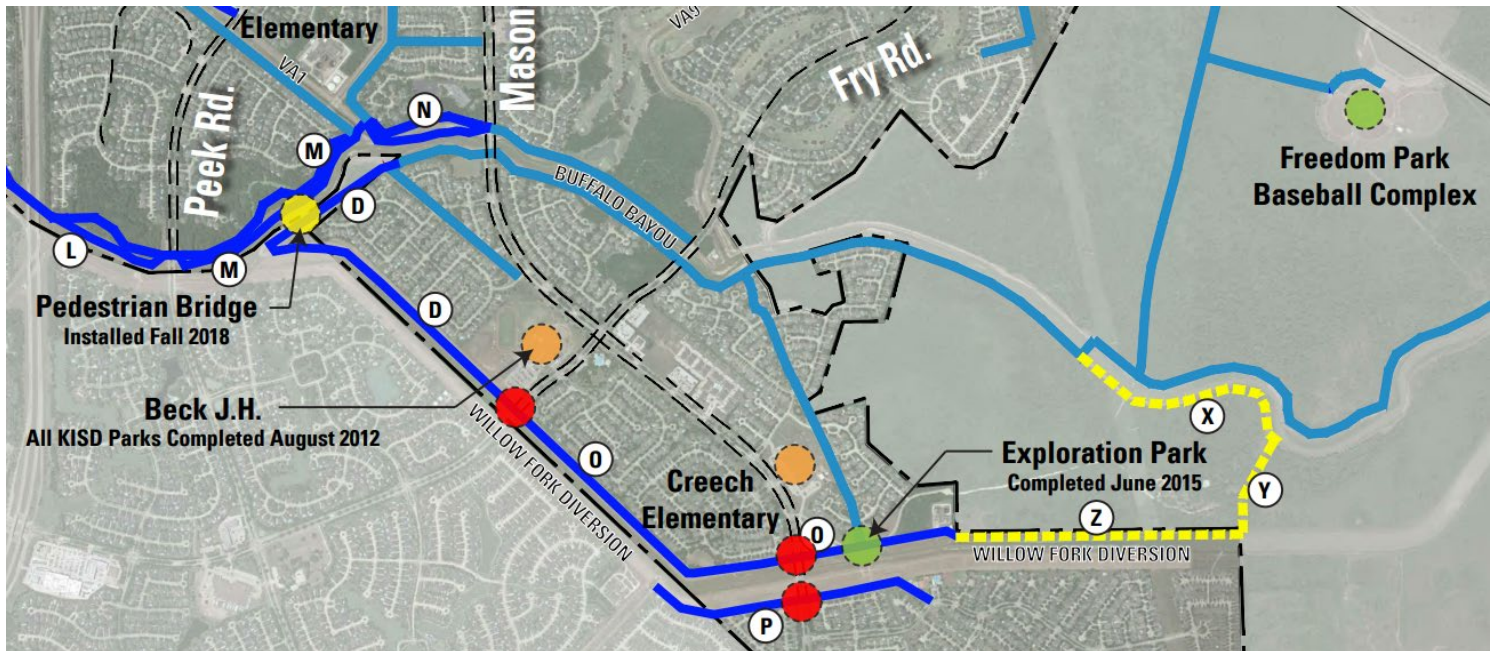 Elementary
VA1
Mason
VA9
Fry Rd.
Peek Rd.
N
M
D
L
M
BUFFALO BAYOU
Freedom Park
Baseball Complex
Pedestrian Bridge
Installed Fall 2018
D
Beck J.H.
All KISD Parks Completed August 2012
WILLOW FORK DIVERSION
O
X
Exploration Park
Completed June 2015
Y
Creech
Elementary
O
Z
WILLOW FORK DIVERSION
P